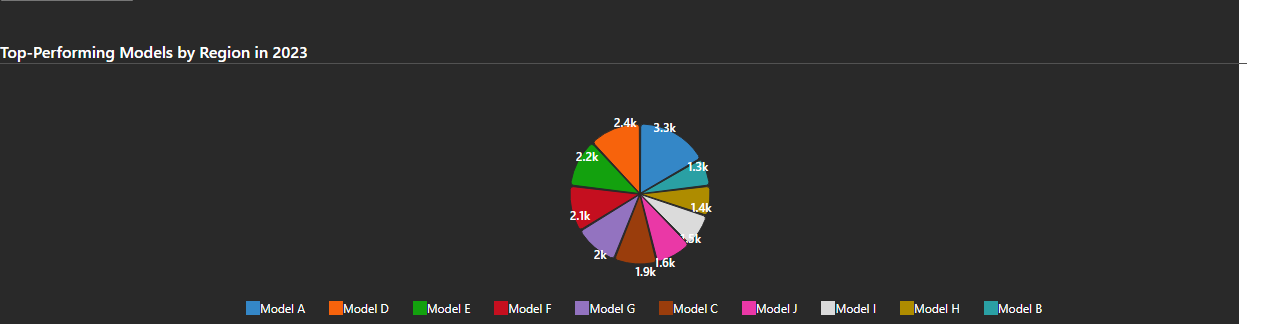 Top-Performing Models by Region in 2023
2.4k
3.3k
2.2k
1.3k
1.4k
2.1k
2k
1.6k
1.9k
Model A Model D Model E Model F Model G Model C Model J Model I Model H Model B